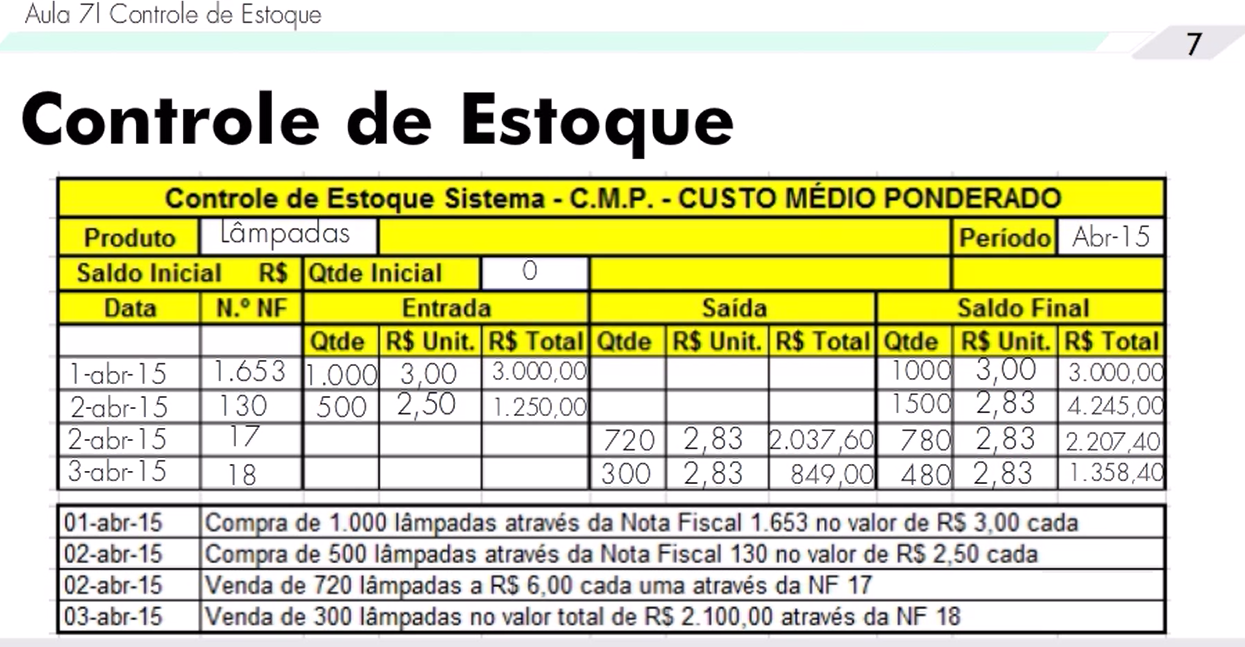 Aula 7| Controle de Estoque
7
Controle de Estoque
Controle de Estoque Sistema - C.M.P. - CUSTO MÉDIO PONDERADO
Produto Lâmpadas Período Abr-15
Saldo Inicial R$ Qtde Inicial 0
Data N.º NF Entrada Saída Saldo Final
Qtde R$ Unit. R$ Total Qtde R$ Unit. R$ Total Qtde R$ Unit. R$ Total
1-abr-15 1.653 1.000 3,00 3.000,00 1000 3,00 3.000,00
2-abr-15 130 500 2,50 1.250,00 1500 2,83 4.245,00
2-abr-15 17 720 2,83 2.037,60 780 2,83 2.207,40
3-abr-15 18 300 2,83 849,00 480 2,83 1.358,40
01-abr-15 Compra de 1.000 lâmpadas através da Nota Fiscal 1.653 no valor de R$ 3,00 cada
02-abr-15 Compra de 500 lâmpadas através da Nota Fiscal 130 no valor de R$ 2,50 cada
02-abr-15 Venda de 720 lâmpadas a R$ 6,00 cada uma através da NF 17
03-abr-15 Venda de 300 lâmpadas no valor total de R$ 2.100,00 através da NF 18